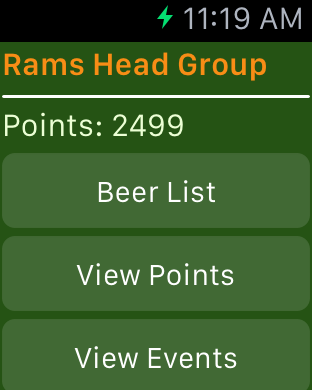 11:19 AM
Rams Head Group
Points: 2499
Beer List
View Points
View Events